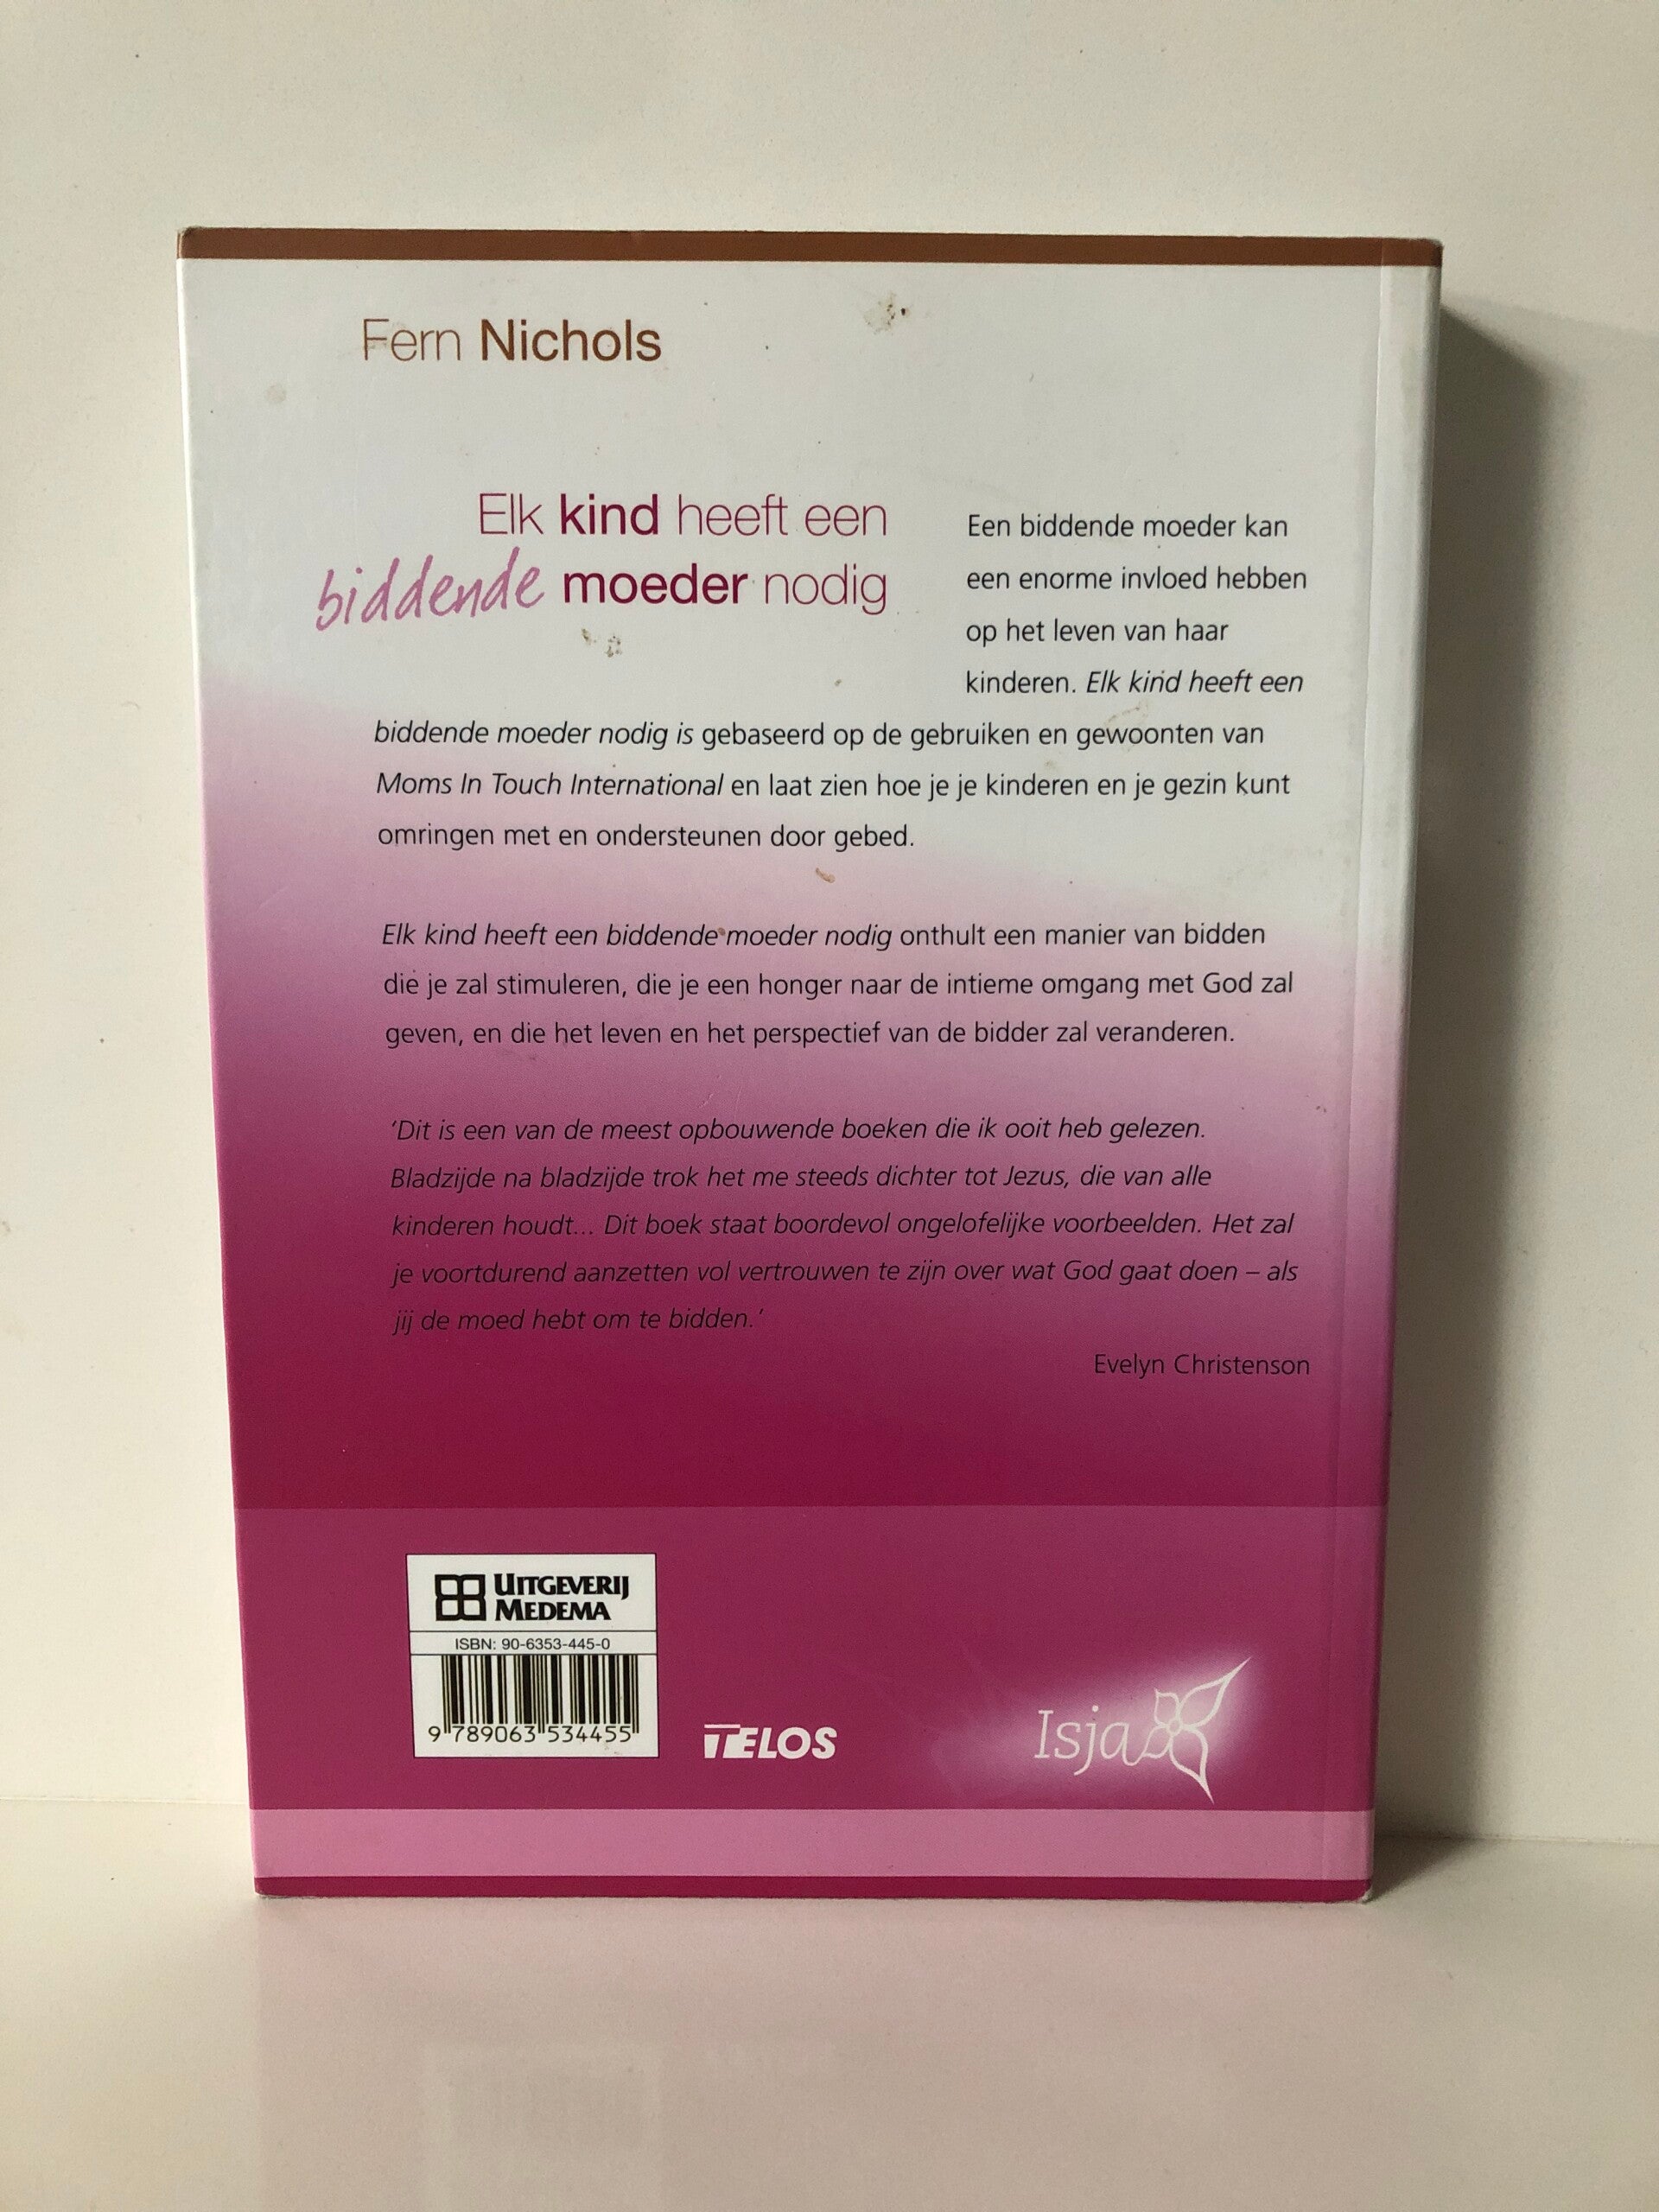 Fern Nichols
Elk kind heeft een
biddende moeder nodig
Een biddende moeder kan
een enorme invloed hebben
op het leven van haar
kinderen. Elk kind heeft een
biddende moeder nodig is gebaseerd op de gebruiken en gewoonten van
Moms In Touch International en laat zien hoe je je kinderen en je gezin kunt
omringen met en ondersteunen door gebed.
Elk kind heeft een biddende moeder nodig onthult een manier van bidden
die je zal stimuleren, die je een honger naar de intieme omgang met God zal
geven, en die het leven en het perspectief van de bidder zal veranderen.
‘Dit is een van de meest opbouwende boeken die ik ooit heb gelezen.
Bladzijde na bladzijde trok het me steeds dichter tot Jezus, die van alle
kinderen houdt... Dit boek staat boordevol ongelofelijke voorbeelden. Het zal
je voortdurend aanzetten vol vertrouwen te zijn over wat God gaat doen – als
jij de moed hebt om te bidden.’
Evelyn Christenson
UITGEVERIJ
MEDEMA
ISBN: 90-6353-445-0
9 789063 534455
TELOS
Isja